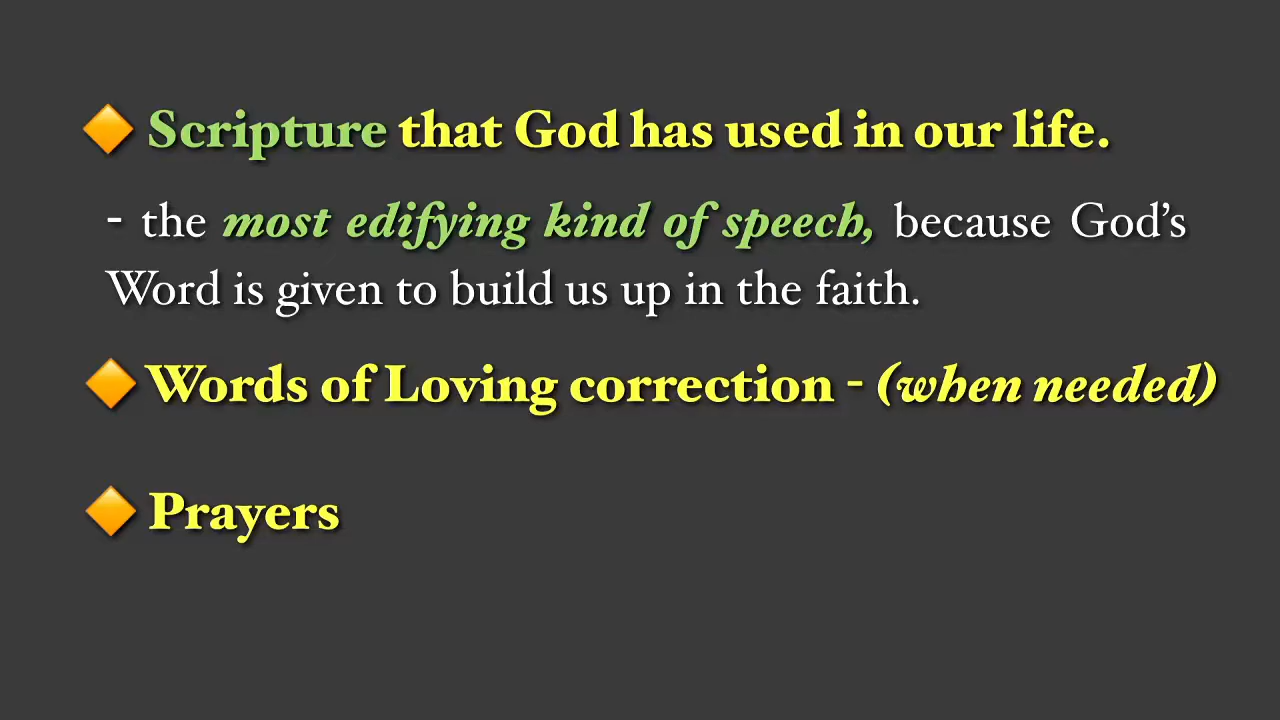 🔶 Scripture that God has used in our life.
- the most edifying kind of speech, because God's
Word is given to build us up in the faith.
🔶 Words of Loving correction - (when needed)
🔶 Prayers